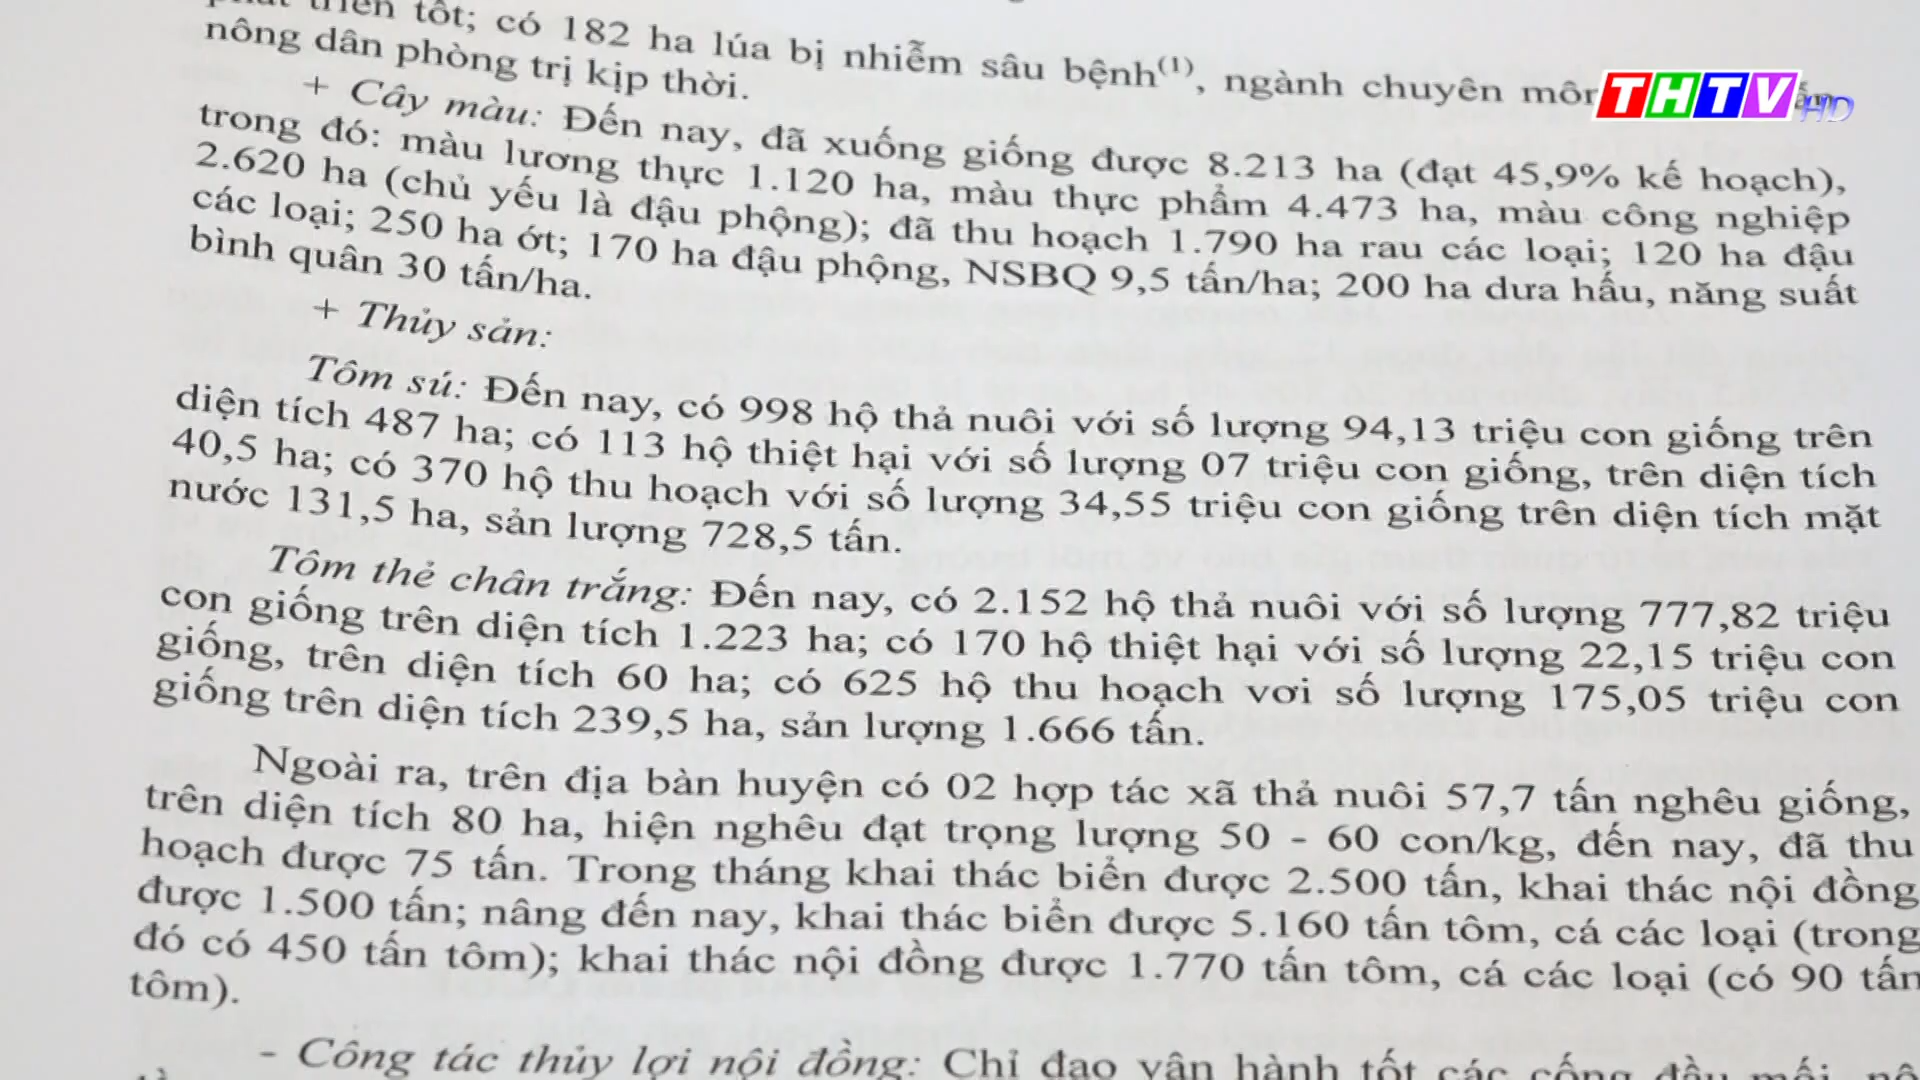 phát triển tốt; có 182 ha lúa bị nhiễm sâu bệnh(1), ngành chuyên môn
nông dân phòng trị kịp thời.
+ Cây màu: Đến nay, đã xuống giống được 8.213 ha (đạt 45,9% kế hoạch),
trong đó: màu lương thực 1.120 ha, màu thực phẩm 4.473 ha, màu công nghiệp
2.620 ha (chủ yếu là đậu phộng); đã thu hoạch 1.790 ha rau các loại; 120 ha đậu
các loại; 250 ha ớt; 170 ha đậu phộng, NSBQ 9,5 tấn/ha; 200 ha dưa hấu, năng suất
bình quân 30 tấn/ha.
+ Thủy sản:
Tôm sú: Đến nay, có 998 hộ thả nuôi với số lượng 94,13 triệu con giống trên
diện tích 487 ha; có 113 hộ thiệt hại với số lượng 07 triệu con giống, trên diện tích
40,5 ha; có 370 hộ thu hoạch với số lượng 34,55 triệu con giống trên diện tích mặt
nước 131,5 ha, sản lượng 728,5 tấn.
Tôm thẻ chân trắng: Đến nay, có 2.152 hộ thả nuôi với số lượng 777,82 triệu
con giống trên diện tích 1.223 ha; có 170 hộ thiệt hại với số lượng 22,15 triệu con
giống, trên diện tích 60 ha; có 625 hộ thu hoạch vơi số lượng 175,05 triệu con
giống trên diện tích 239,5 ha, sản lượng 1.666 tấn.
Ngoài ra, trên địa bàn huyện có 02 hợp tác xã thả nuôi 57,7 tấn nghêu giống,
trên diện tích 80 ha, hiện nghêu đạt trọng lượng 50 - 60 con/kg, đến nay, đã thu
hoạch được 75 tấn. Trong tháng khai thác biển được 2.500 tấn, khai thác nội đồng
được 1.500 tấn; nâng đến nay, khai thác biển được 5.160 tấn tôm, cá các loại (trong
đó có 450 tấn tôm); khai thác nội đồng được 1.770 tấn tôm, cá các loại (có 90 tấn
tôm).
- Công tác thủy lợi nội đồng: Chỉ đạo vận hành tốt các cống đầu mối, nô
THTV HD